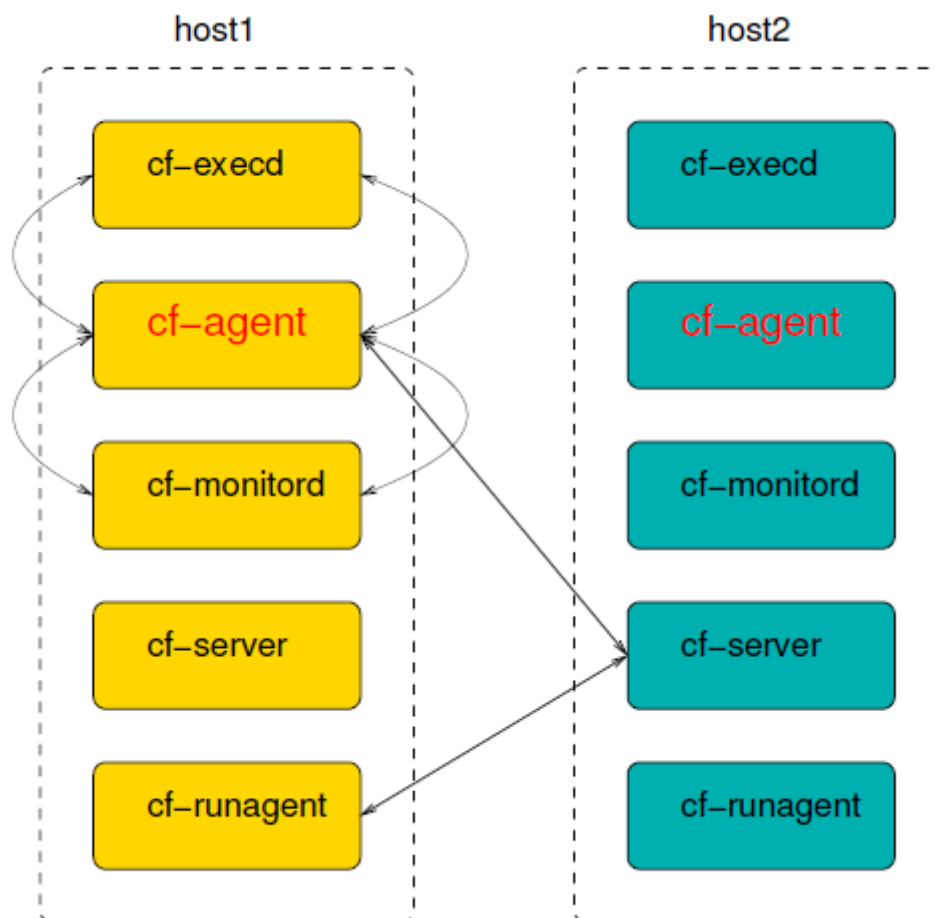 host1
host2
cf-execd
cf-agent
cf-monitord
cf-server
cf-runagent
cf-execd
cf-agent
cf-monitord
cf-server
cf-runagent